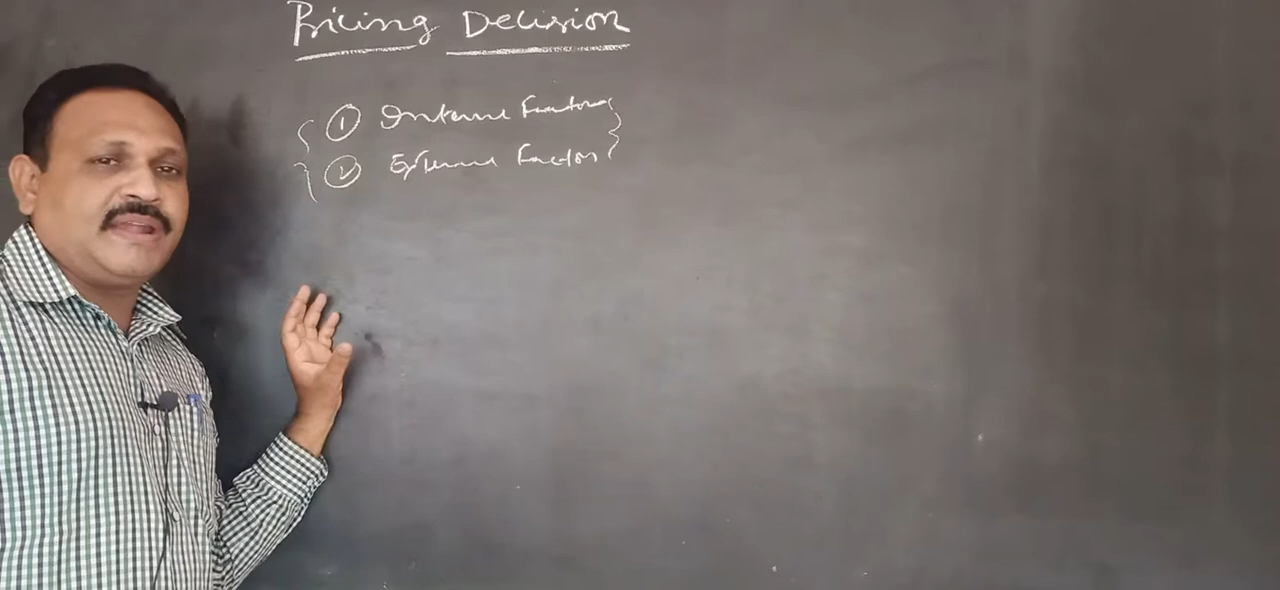 Pricing Decision
① Internal Factors
② External Factors